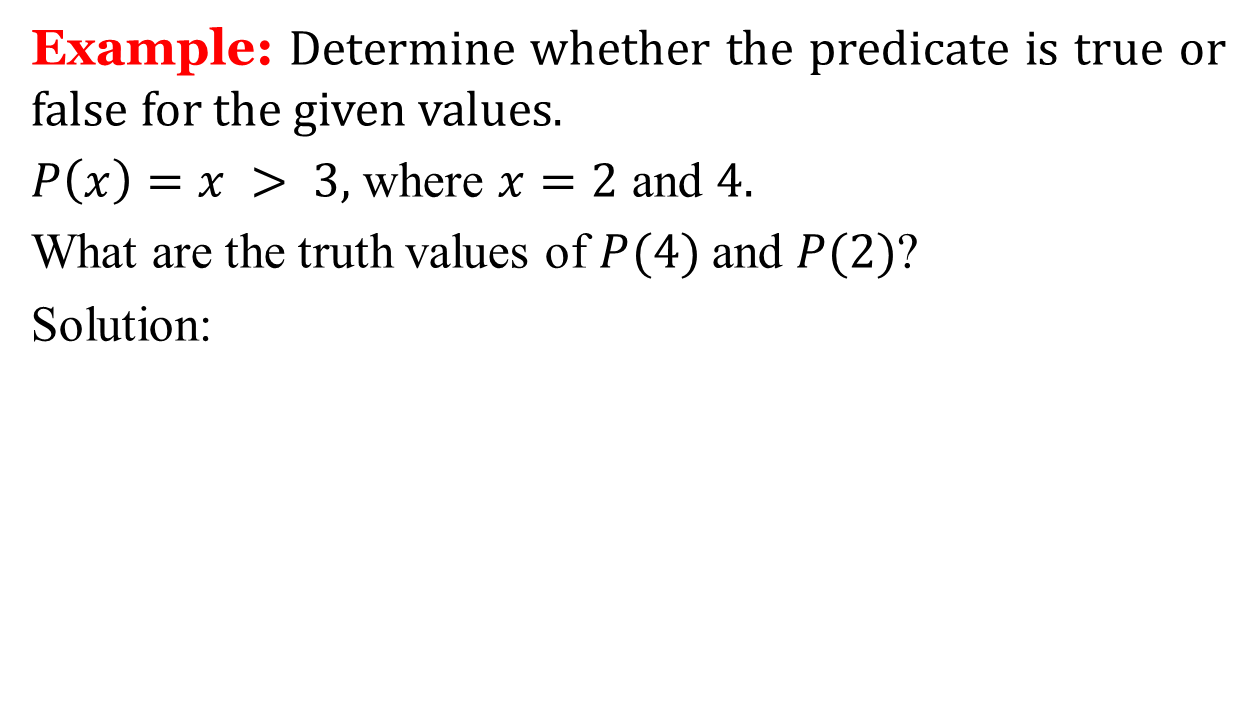 Example: Determine whether the predicate is true or
false for the given values.
P(x) = x > 3, where x = 2 and 4.
What are the truth values of P(4) and P(2)?
Solution: